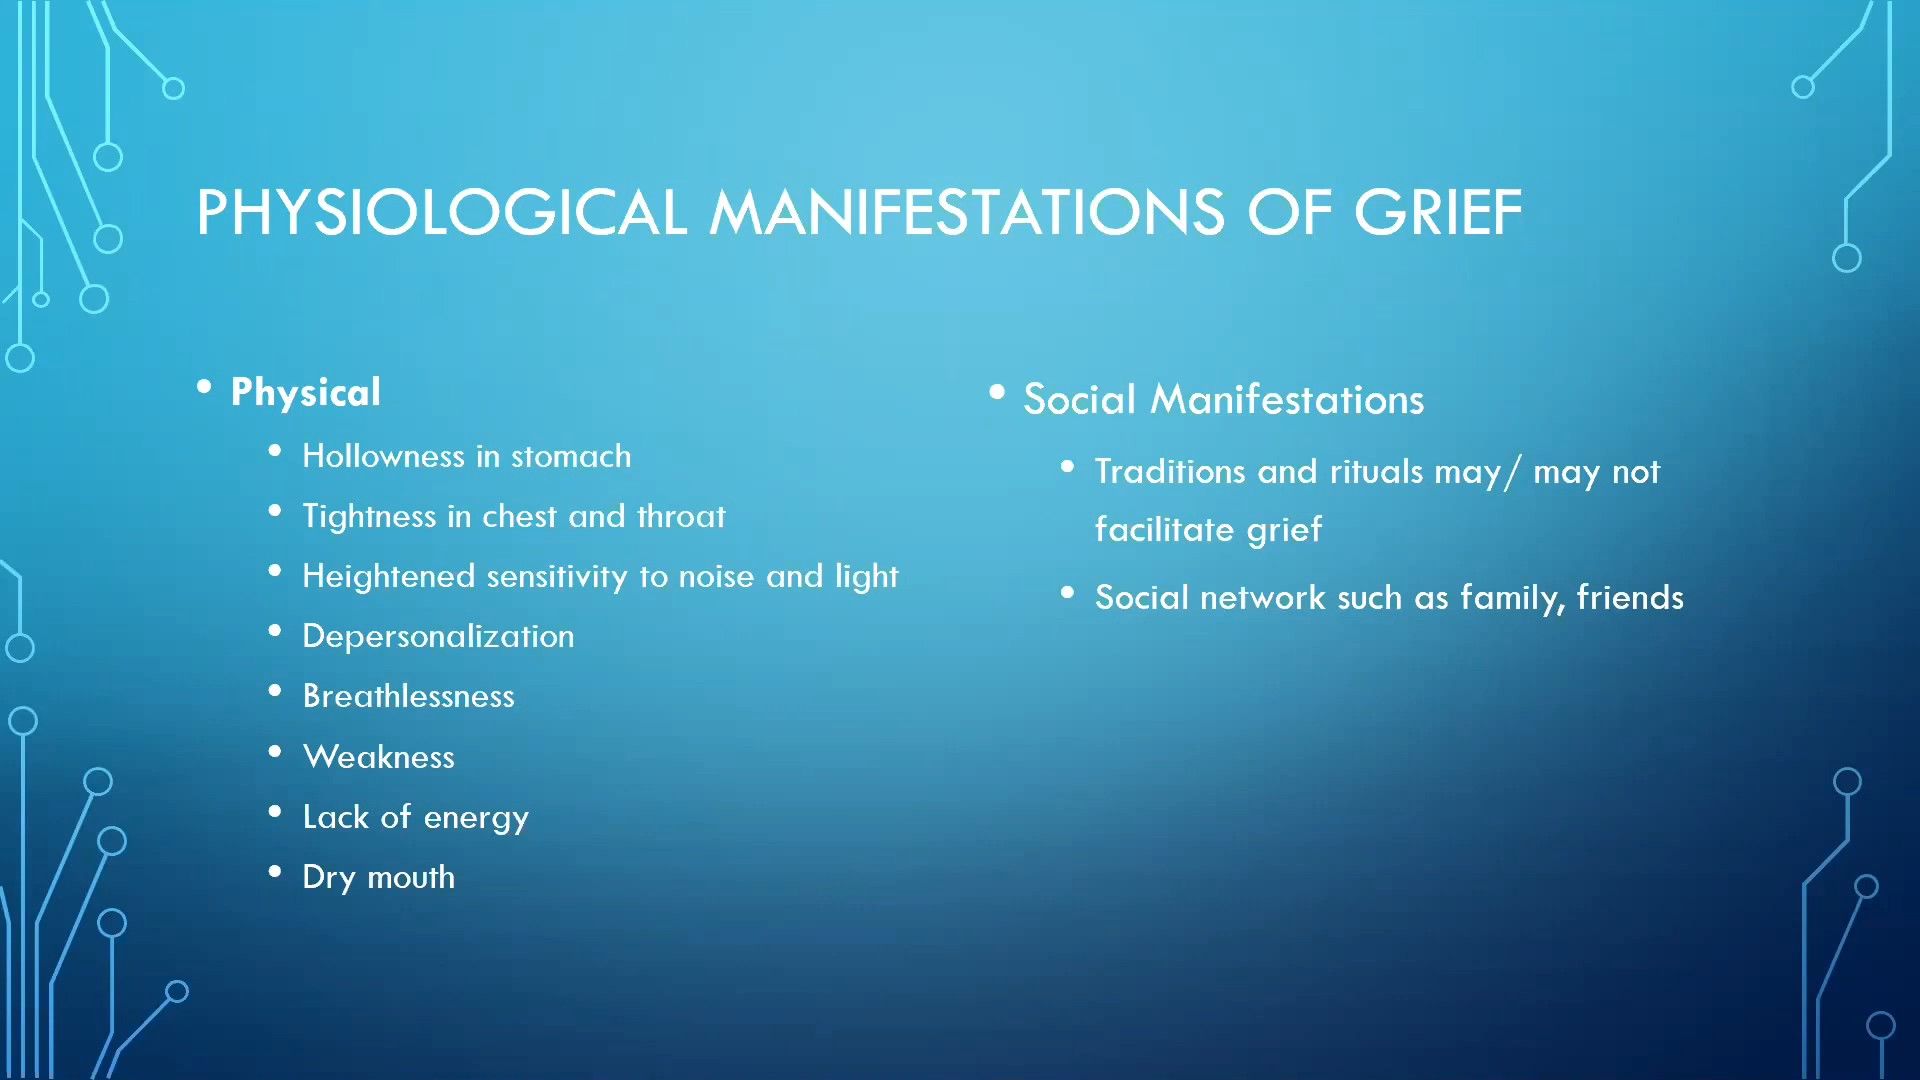 PHYSIOLOGICAL MANIFESTATIONS OF GRIEF
• Physical
• Hollowness in stomach
• Tightness in chest and throat
• Heightened sensitivity to noise and light
• Depersonalization
• Breathlessness
• Weakness
• Lack of energy
• Dry mouth
• Social Manifestations
• Traditions and rituals may/ may not
facilitate grief
• Social network such as family, friends